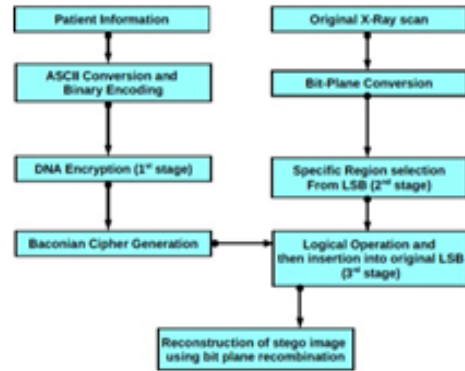 Patient Information
Original X-Ray scan
ASCII Conversion and
Binary Encoding
Bit-Plane Conversion
DNA Encryption (1st stage)
Specific Region selection
From LSB (2nd stage)
Baconian Cipher Generation
Logical Operation and
then insertion into original LSB
(3rd stage)
Reconstruction of stego image
using bit plane recombination